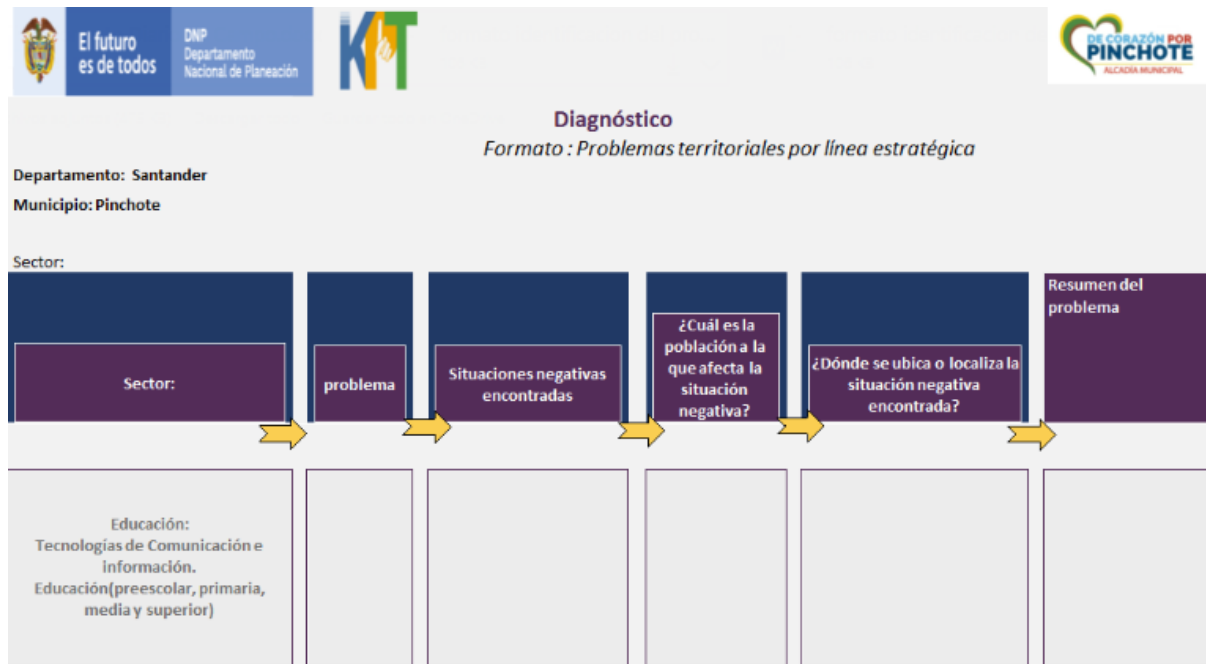 El futuro
es de todos
DNP
Departamento
Nacional de Planeación
KIT
DE CORAZÓN POR
PINCHOTE
ALCADIA MUNICIPAL
Diagnóstico
Formato : Problemas territoriales por línea estratégica
Departamento: Santander
Municipio: Pinchote
Sector:
Sector:
problema
Situaciones negativas
encontradas
¿Cuál es la
población a la
que afecta la
situación
negativa?
¿Dónde se ubica o localiza la
situación negativa
encontrada?
Resumen del
problema
Educación:
Tecnologías de Comunicación e
información.
Educación(preescolar, primaria,
media y superior)